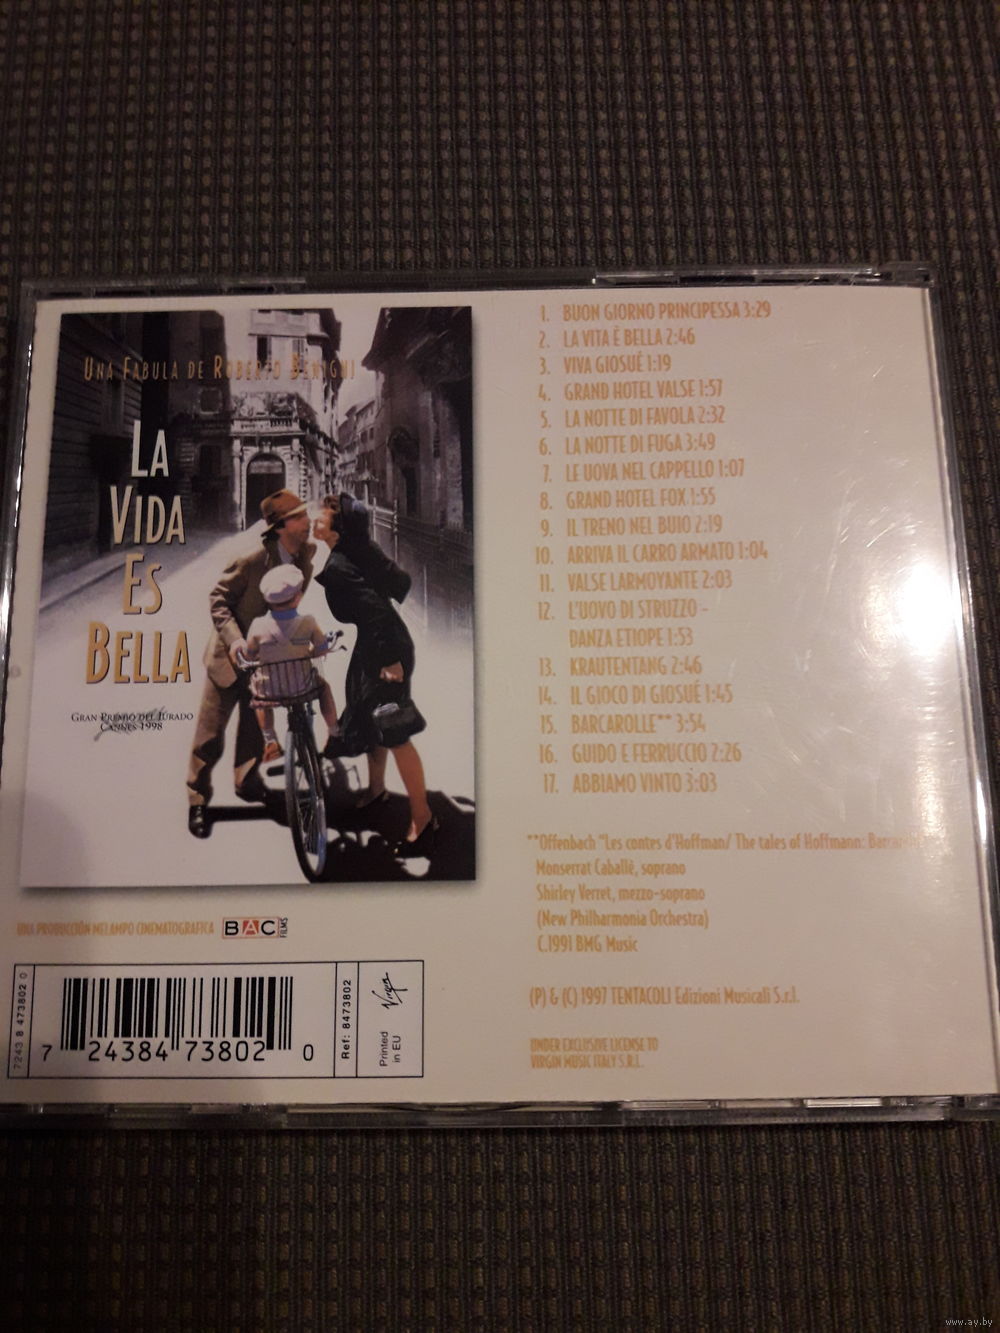 UNA FABULA DE ROBERTO BENIGNI
LA
VIDA
ES
BELLA
GRAN PREMIO DEL JURADO
CANNES 1998
UNA PRODUCCIÓN MELAMPO CINEMATOGRAFICA BAC FILMS
7243 8 473802 0
7 24384 73802 0
Ref: 8473802
Printed
in EU
Virgin
1. BUON GIORNO PRINCIPESSA 3:29
2. LA VITA È BELLA 2:46
3. VIVA GIOSUÉ 1:19
4. GRAND HOTEL VALSE 1:57
5. LA NOTTE DI FAVOLA 2:32
6. LA NOTTE DI FUGA 3:49
7. LE UOVA NEL CAPPELLO 1:07
8. GRAND HOTEL FOX 1:55
9. IL TRENO NEL BUIO 2:19
10. ARRIVA IL CARRO ARMATO 1:04
11. VALSE LARMOYANTE 2:03
12. L'UOVO DI STRUZZO -
DANZA ETIOPE 1:53
13. KRAUTENTANG 2:46
14. IL GIOCO DI GIOSUÉ 1:45
15. BARCAROLLE** 3:54
16. GUIDO E FERRUCCIO 2:26
17. ABBIAMO VINTO 3:03
**Offenbach "Les contes d'Hoffman/ The tales of Hoffmann:
Monserrat Caballè, soprano
Shirley Verret, mezzo-soprano
(New Philharmonia Orchestra)
C.1991 BMG Music
(P) & (C) 1997 TENTACOLI Edizioni Musicali S.r.l.
UNDER EXCLUSIVE LICENSE TO
VIRGIN MUSIC ITALY S.R.L.
www.ay.by